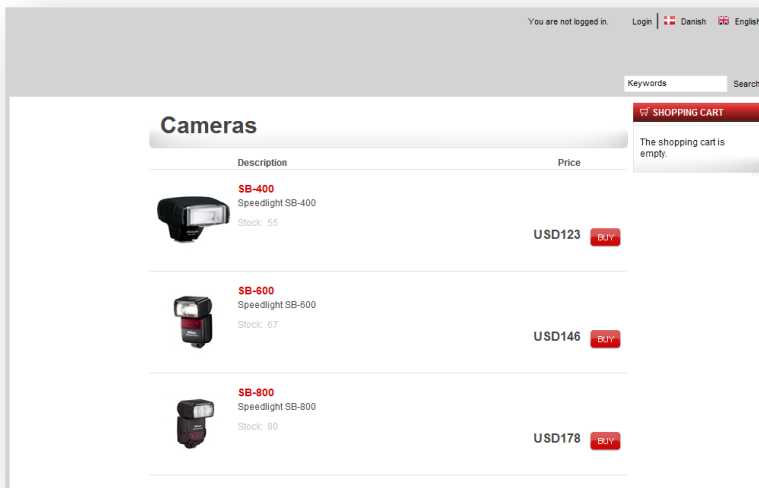 You are not logged in. Login Danish English
Keywords Search
SHOPPING CART
The shopping cart is
empty.
Cameras
Description Price
SB-400
Speedlight SB-400
Stock: 55
USD123 BUY
SB-600
Speedlight SB-600
Stock: 67
USD146 BUY
SB-800
Speedlight SB-800
Stock: 80
USD178 BUY